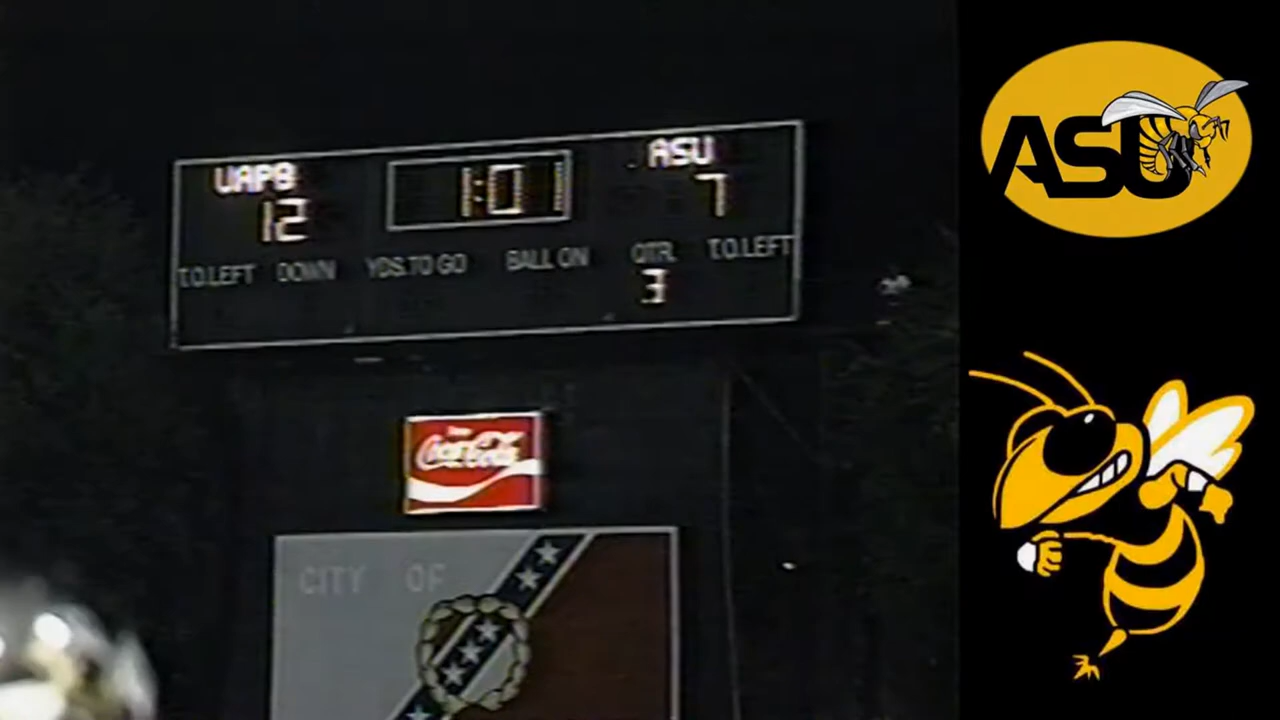 UAPB 1:01 ASU
12 7
T.O.LEFT DOWN YDS.TO GO BALL ON QTR. T.O.LEFT
3
Coca-Cola
CITY OF
ASU